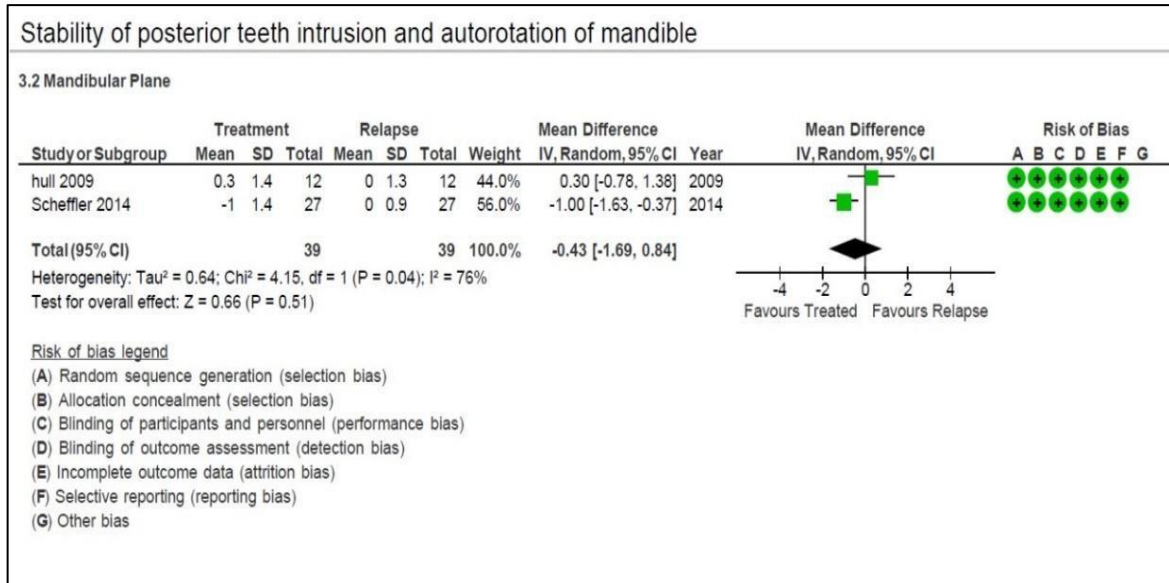 Stability of posterior teeth intrusion and autorotation of mandible
3.2 Mandibular Plane
Treatment Relapse Mean Difference Mean Difference Risk of Bias
Study or Subgroup Mean SD Total Mean SD Total Weight IV, Random, 95% CI Year IV, Random, 95% CI A B C D E F G
hull 2009 0.3 1.4 12 0 1.3 12 44.0% 0.30 [-0.78, 1.38] 2009
Scheffler 2014 -1 1.4 27 0 0.9 27 56.0% -1.00 [-1.63, -0.37] 2014
Total (95% CI) 39 39 100.0% -0.43 [-1.69, 0.84]
Heterogeneity: Tau² = 0.64; Chi² = 4.15, df = 1 (P = 0.04); I² = 76%
Test for overall effect: Z = 0.66 (P = 0.51)
-4 -2 0 2 4
Favours Treated Favours Relapse
Risk of bias legend
(A) Random sequence generation (selection bias)
(B) Allocation concealment (selection bias)
(C) Blinding of participants and personnel (performance bias)
(D) Blinding of outcome assessment (detection bias)
(E) Incomplete outcome data (attrition bias)
(F) Selective reporting (reporting bias)
(G) Other bias